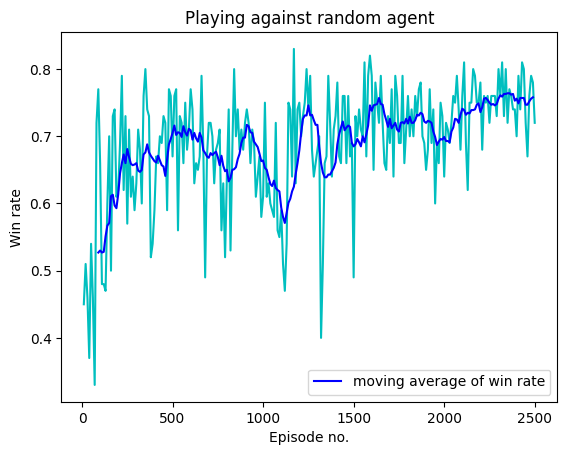 Playing against random agent
Win rate
0.8
0.7
0.6
0.5
0.4
moving average of win rate
0
500
1000
1500
2000
2500
Episode no.